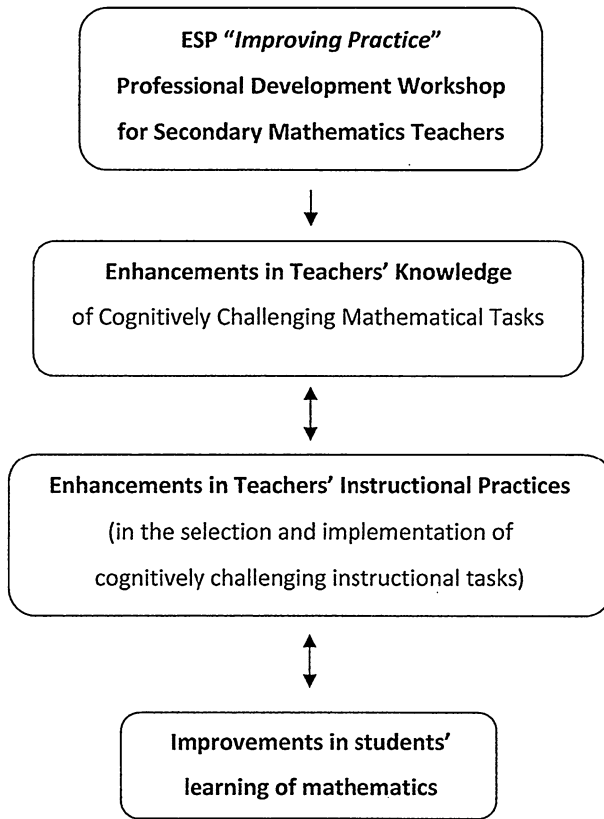 ESP “Improving Practice”
Professional Development Workshop
for Secondary Mathematics Teachers
Enhancements in Teachers’ Knowledge
of Cognitively Challenging Mathematical Tasks
Enhancements in Teachers’ Instructional Practices
(in the selection and implementation of
cognitively challenging instructional tasks)
Improvements in students’
learning of mathematics